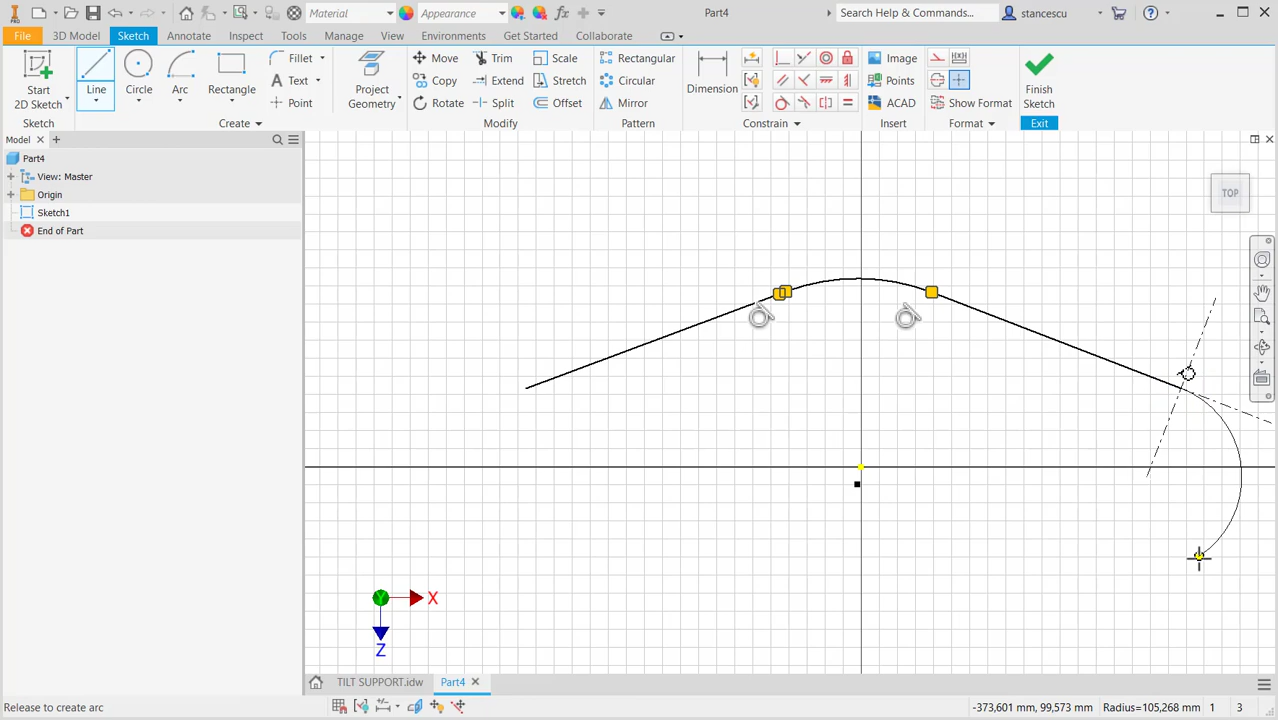 PRO
Material
Appearance
fx
Part4
Search Help & Commands...
stancescu
File
3D Model
Sketch
Annotate
Inspect
Tools
Manage
View
Environments
Get Started
Collaborate
Start
2D Sketch
Line
Circle
Arc
Rectangle
Fillet
Text
Point
Project
Geometry
Move
Copy
Rotate
Trim
Extend
Split
Scale
Stretch
Offset
Rectangular
Circular
Mirror
Dimension
Image
Points
ACAD
Show Format
Finish
Sketch
Sketch
Create
Modify
Pattern
Constrain
Insert
Format
Exit
Model
Part4
View: Master
Origin
Sketch1
End of Part
TOP
Y
X
Z
TILT SUPPORT.idw
Part4
Release to create arc
-373,601 mm, 99,573 mm
Radius=105,268 mm
1
3